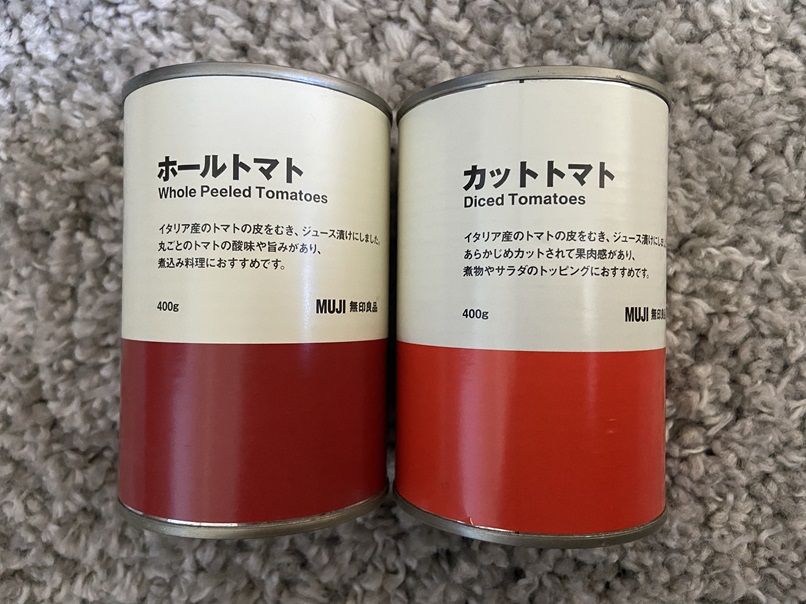 ホールトマト
Whole Peeled Tomatoes
イタリア産のトマトの皮をむき、ジュース漬けにしました。
丸ごとのトマトの酸味や旨みがあり、
煮込み料理におすすめです。
400g
MUJI 無印良品
カットトマト
Diced Tomatoes
イタリア産のトマトの皮をむき、ジュース漬けにしまし
あらかじめカットされて果肉感があり、
煮物やサラダのトッピングにおすすめです。
400g
MUJI 無印良